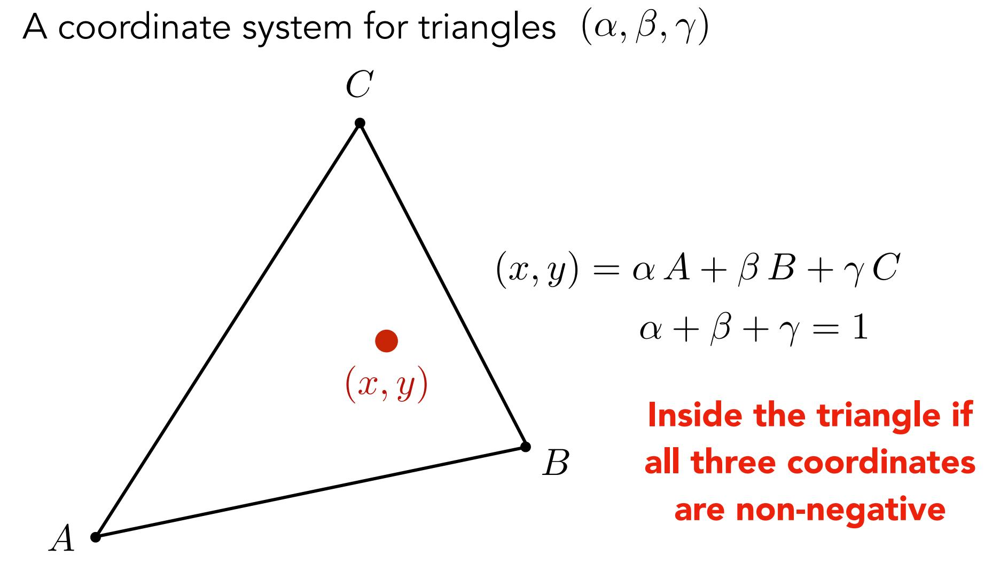 A coordinate system for triangles (α, β, γ)
C
(x, y) = α A + β B + γ C
α + β + γ = 1
(x, y)
Inside the triangle if
all three coordinates
are non-negative
B
A